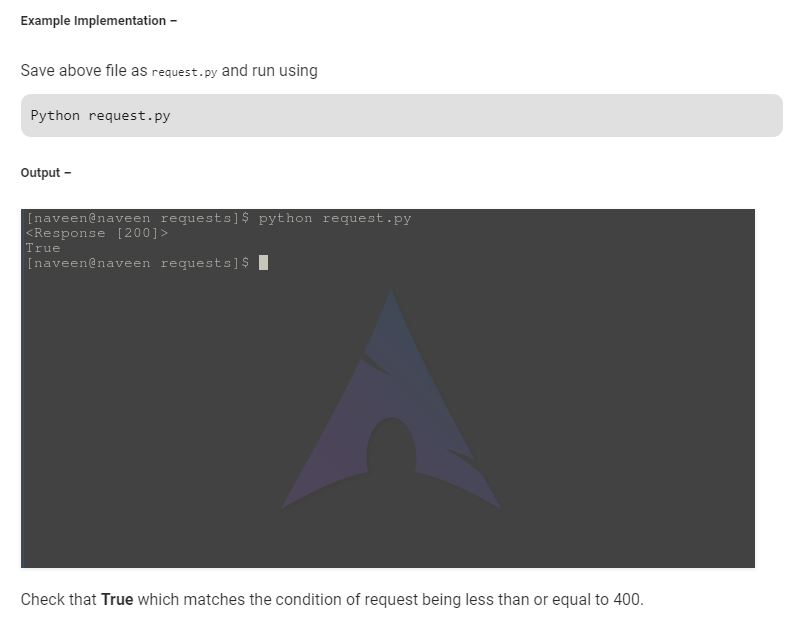 Example Implementation –
Save above file as request.py and run using
Python request.py
Output –
[naveen@naveen requests]$ python request.py
<Response [200]>
True
[naveen@naveen requests]$
Check that True which matches the condition of request being less than or equal to 400.